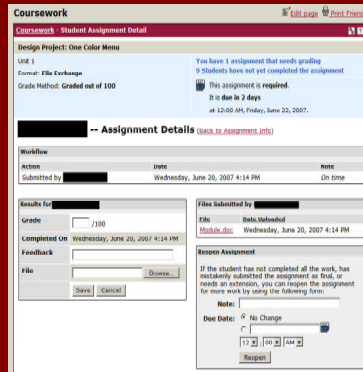 Coursework
Edit page Print Friend
Coursework - Student Assignment Detail
Design Project: One Color Menu
Unit 1
Format: File Exchange
Grade Method: Graded out of 100
You have 1 assignment that needs grading
9 Students have not yet completed the assignment
This assignment is required.
It is due in 2 days
at 12:00 AM, Friday, June 22, 2007.
-- Assignment Details (Back to Assignment Info)
Workflow
Action Date Note
Submitted by Wednesday, June 20, 2007 4:14 PM On time
Results for
Grade /100
Completed On Wednesday, June 20, 2007 4:14 PM
Feedback
File Browse...
Save Cancel
Files Submitted by
File Date Uploaded
Module.doc Wednesday, June 20, 2007 4:14 PM
Reopen Assignment
If the student has not completed all the work, has
mistakenly submitted the assignment as final, or
needs an extension, you can reopen the assignment
for more work by using the following form:
Note:
Due Date: No Change
12 : 00 AM
Reopen